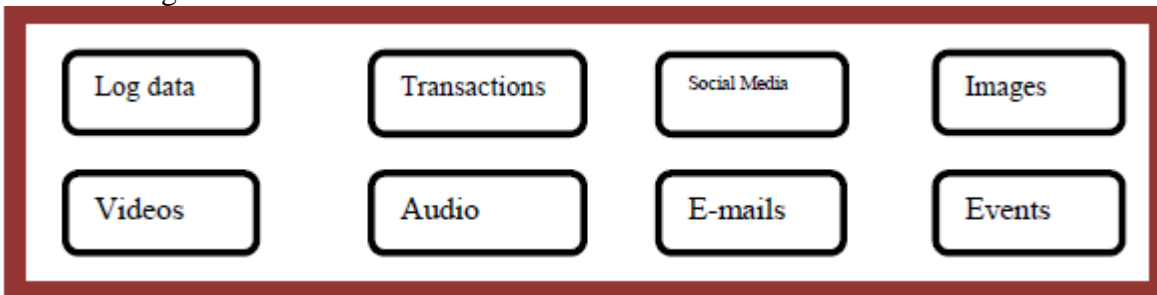 Log data
Transactions
Social Media
Images
Videos
Audio
E-mails
Events